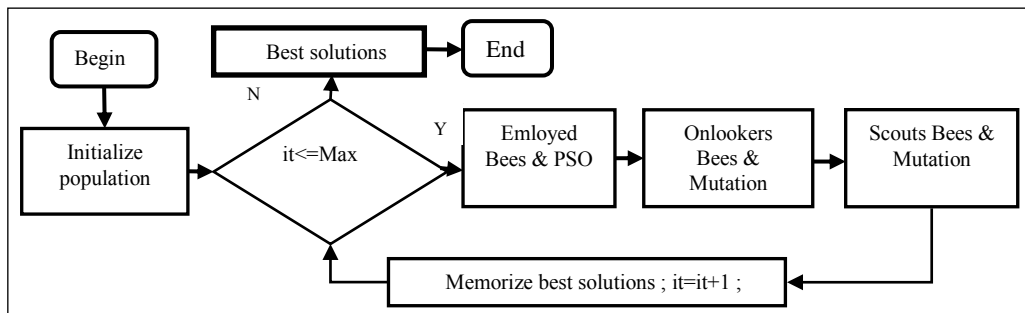 Begin
Best solutions
End
N
Initialize
population
it<=Max
Y
Emloyed
Bees & PSO
Onlookers
Bees &
Mutation
Scouts Bees &
Mutation
Memorize best solutions ; it=it+1 ;